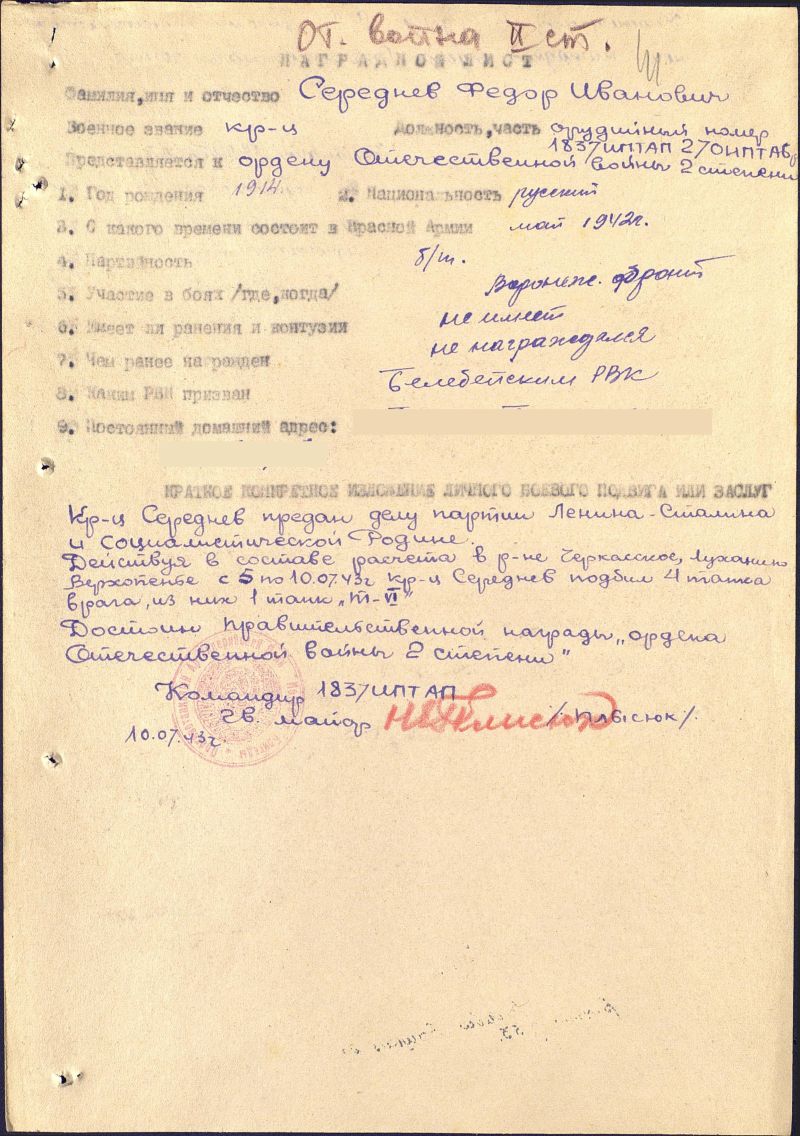 От. война II ст.
НАГРАДНОЙ ЛИСТ
Фамилия,имя и отчество Середнев Федор Иванович
Военное звание кр-ц Должность,часть орудийный номер
1837 ИПТАП 27 ОИПТАБр
Представляется к ордену Отечественной войны 2 степени
1. Год рождения 1914 2. Национальность русский
3. С какого времени состоит в Красной Армии май 1942г.
4. Партийность б/п.
5. Участие в боях /где,когда/ Воронеж. фронт
6. Имеет ли ранения и контузии не имеет
7. Чем ранее награжден не награждался
8. Каким РВК призван Белебейским РВК
9. Постоянный домашний адрес:
КРАТКОЕ КОНКРЕТНОЕ ИЗЛОЖЕНИЕ ЛИЧНОГО БОЕВОГО ПОДВИГА ИЛИ ЗАСЛУГ
Кр-ц Середнев предан делу партии Ленина-Сталина
и Социалистической Родине.
Действуя в составе расчета в р-не Черкасское, Луханино
Верхопенье с 5 по 10.07.43г кр-ц Середнев подбил 4 танка
врага, из них 1 танк „Т-VI"
Достоин правительственной награды „ордена
Отечественной войны 2 степени"
Командир 1837 ИПТАП
Гв. майор /Плысюк/.
10.07.43г